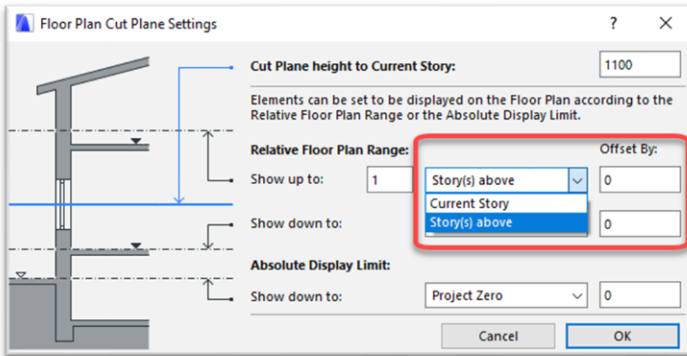 Floor Plan Cut Plane Settings ? ×
Cut Plane height to Current Story: 1100
Elements can be set to be displayed on the Floor Plan according to the
Relative Floor Plan Range or the Absolute Display Limit.
Relative Floor Plan Range: Offset By:
Show up to: 1 Story(s) above 0
Current Story
Story(s) above
Show down to: 0
Absolute Display Limit:
Show down to: Project Zero 0
Cancel OK